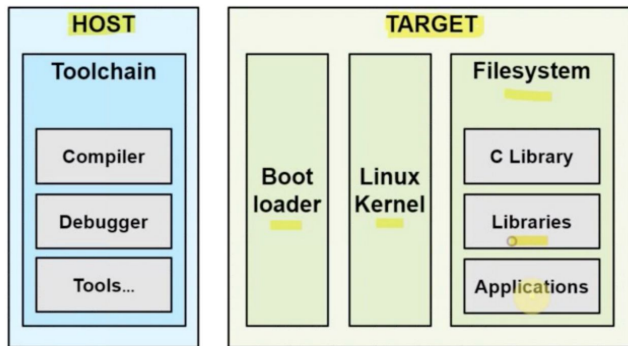 HOST
Toolchain
Compiler
Debugger
Tools...
TARGET
Boot
loader
Linux
Kernel
Filesystem
C Library
Libraries
Applications